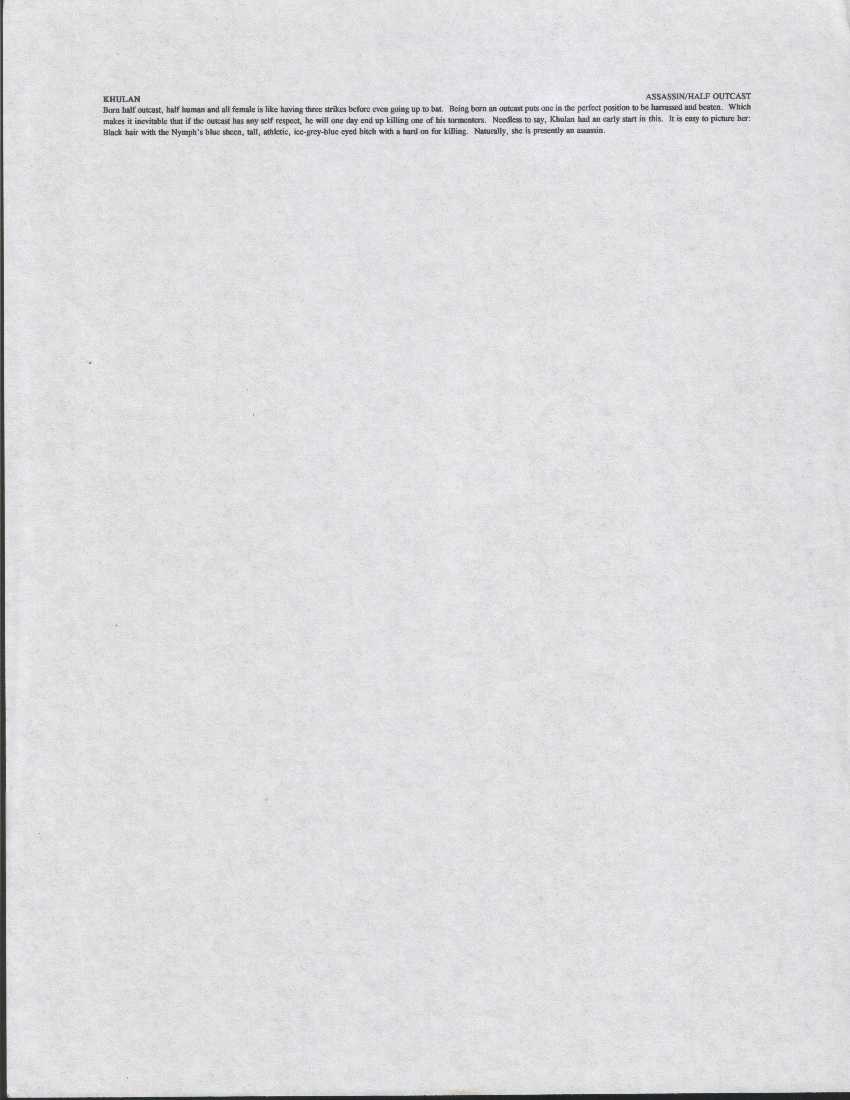 KHULAN ASSASSIN/HALF OUTCAST
Born half outcast, half human and all female is like having three strikes before even going up to bat. Being born an outcast puts one in the perfect position to be harrassed and beaten. Which
makes it inevitable that if the outcast has any self respect, he will one day end up killing one of his tormentors. Needless to say, Khulan had an early start in this. It is easy to picture her:
Black hair with the Nymph's blue sheen, tall, athletic, ice-grey-blue eyed bitch with a hard on for killing. Naturally, she is presently an assassin.